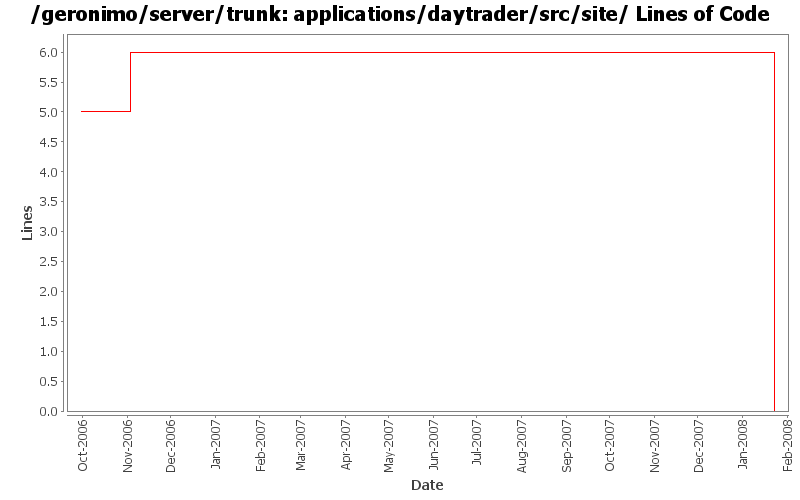 /geronimo/server/trunk: applications/daytrader/src/site/ Lines of Code
Lines
6.0
5.5
5.0
4.5
4.0
3.5
3.0
2.5
2.0
1.5
1.0
0.5
0.0
Oct-2006
Nov-2006
Dec-2006
Jan-2007
Feb-2007
Mar-2007
Apr-2007
May-2007
Jun-2007
Jul-2007
Aug-2007
Sep-2007
Oct-2007
Nov-2007
Dec-2007
Jan-2008
Feb-2008
Date